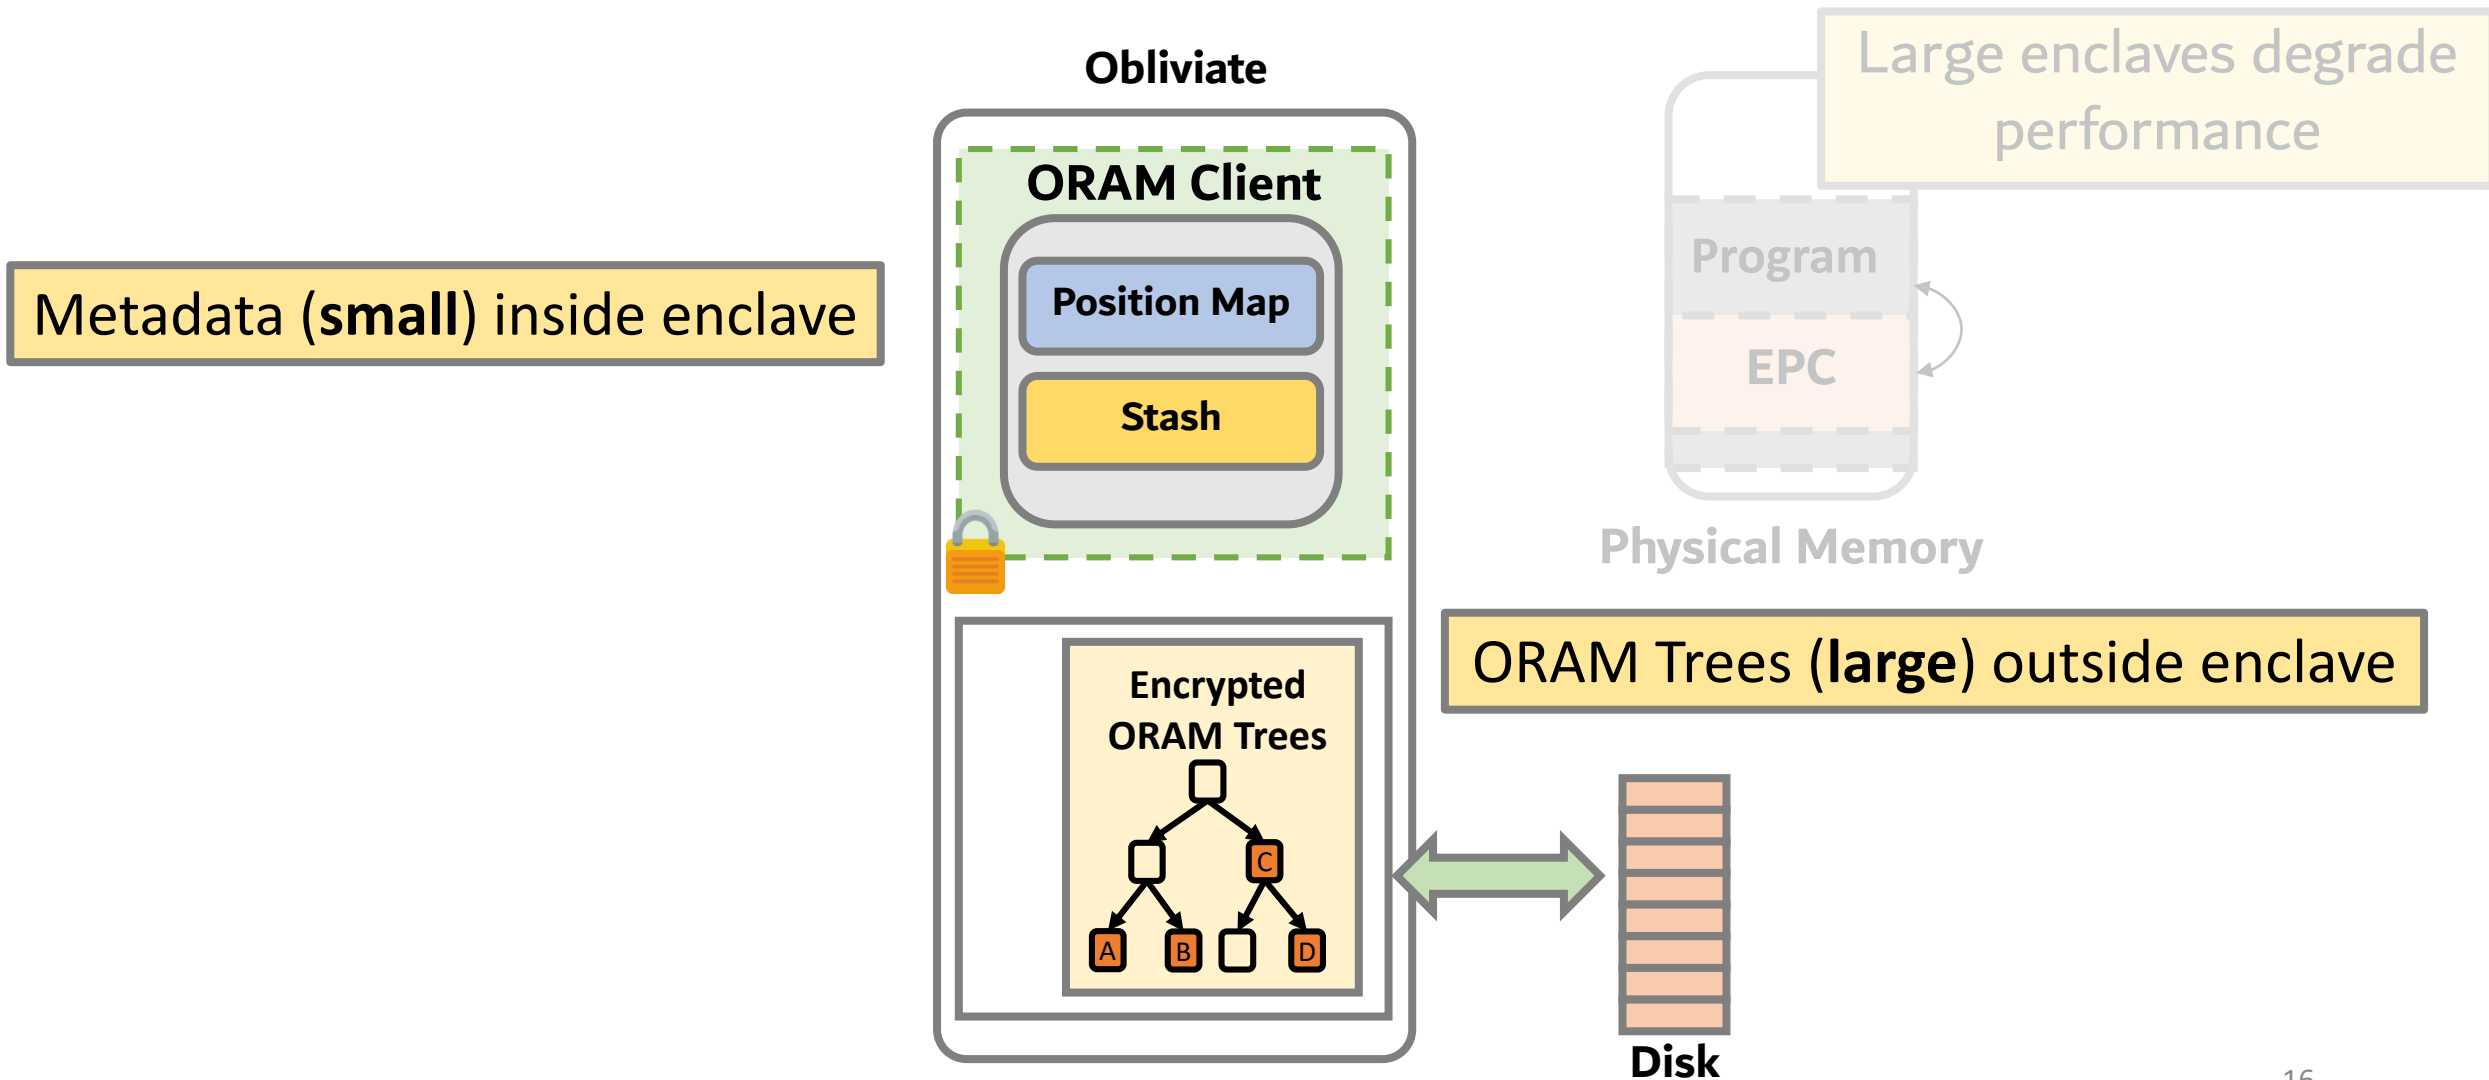 Obliviate
Large enclaves degrade
performance
ORAM Client
Position Map
Stash
Metadata (small) inside enclave
Program
EPC
Physical Memory
ORAM Trees (large) outside enclave
Encrypted
ORAM Trees
C
A
B
D
Disk
16